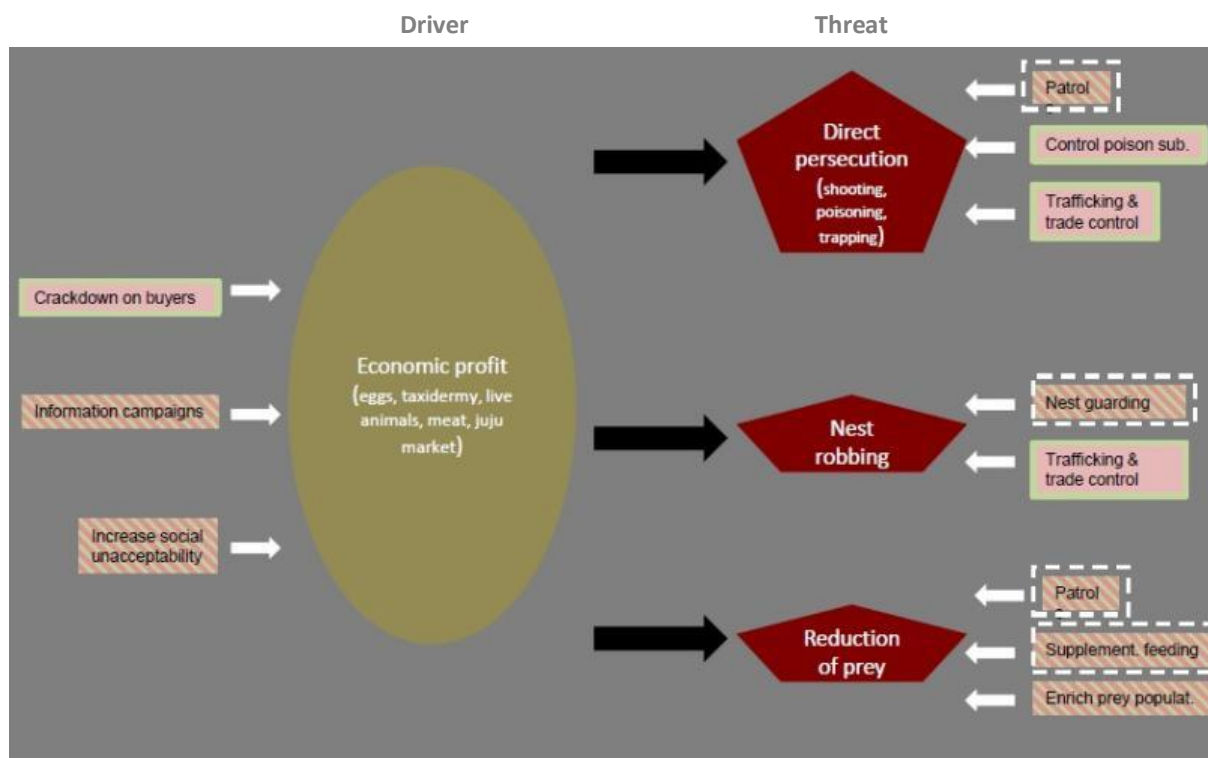 Driver
Threat
Crackdown on buyers
Information campaigns
Increase social
unacceptability
Economic profit
(eggs, taxidermy, live
animals, meat, juju
market)
Direct
persecution
(shooting,
poisoning,
trapping)
Patrol
Control poison sub.
Trafficking &
trade control
Nest
robbing
Nest guarding
Trafficking &
trade control
Reduction
of prey
Patrol
Supplement. feeding
Enrich prey populat.